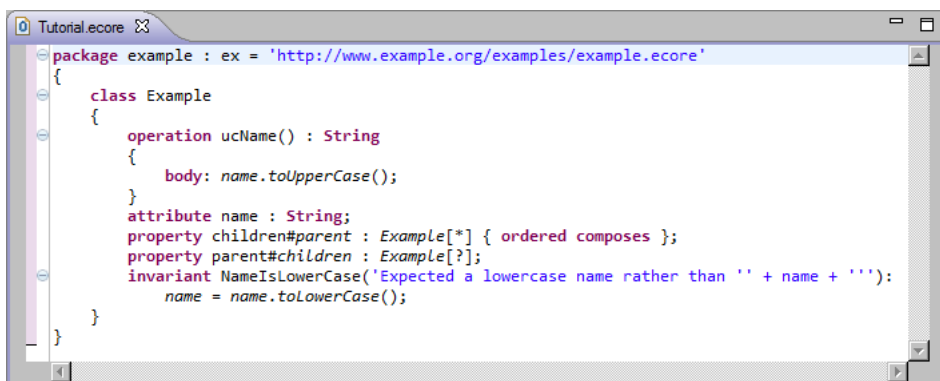 Tutorial.ecore
package example : ex = 'http://www.example.org/examples/example.ecore'
{
    class Example
    {
        operation ucName() : String
        {
            body: name.toUpperCase();
        }
        attribute name : String;
        property children#parent : Example[*] { ordered composes };
        property parent#children : Example[?];
        invariant NameIsLowerCase('Expected a lowercase name rather than '' + name + '''):
            name = name.toLowerCase();
    }
}